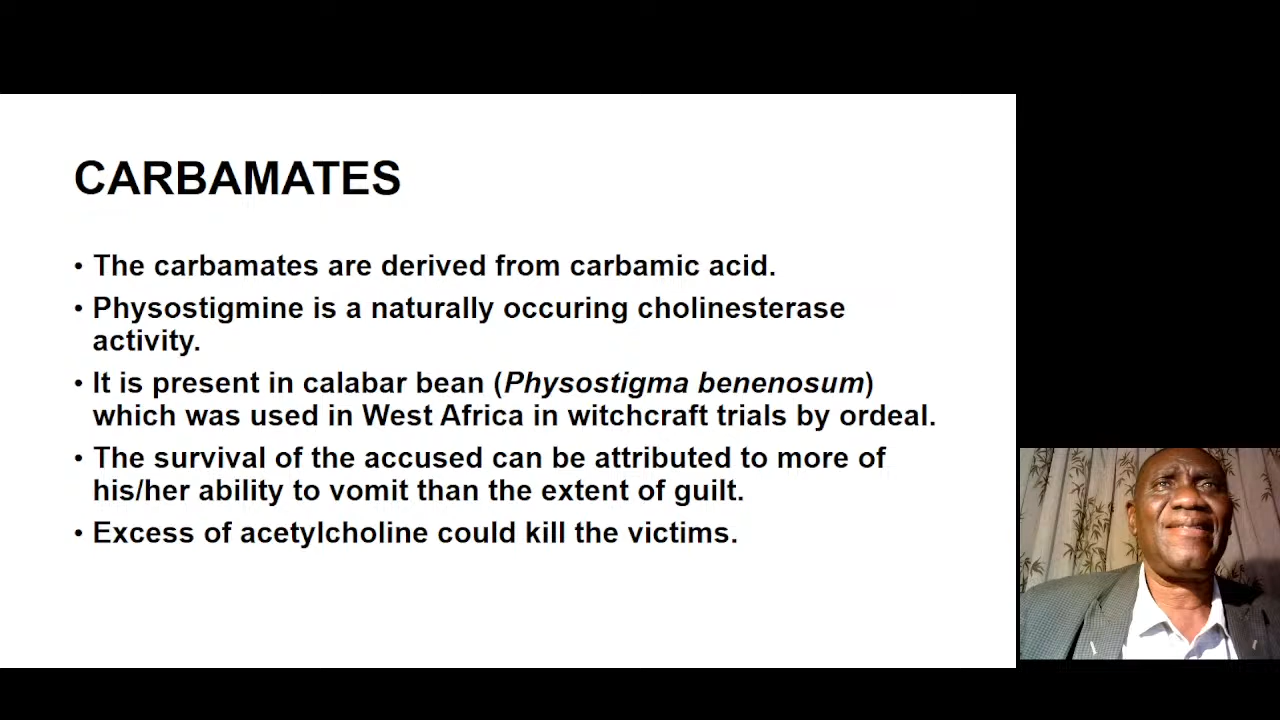 CARBAMATES
• The carbamates are derived from carbamic acid.
• Physostigmine is a naturally occuring cholinesterase
activity.
• It is present in calabar bean (Physostigma benenosum)
which was used in West Africa in witchcraft trials by ordeal.
• The survival of the accused can be attributed to more of
his/her ability to vomit than the extent of guilt.
• Excess of acetylcholine could kill the victims.